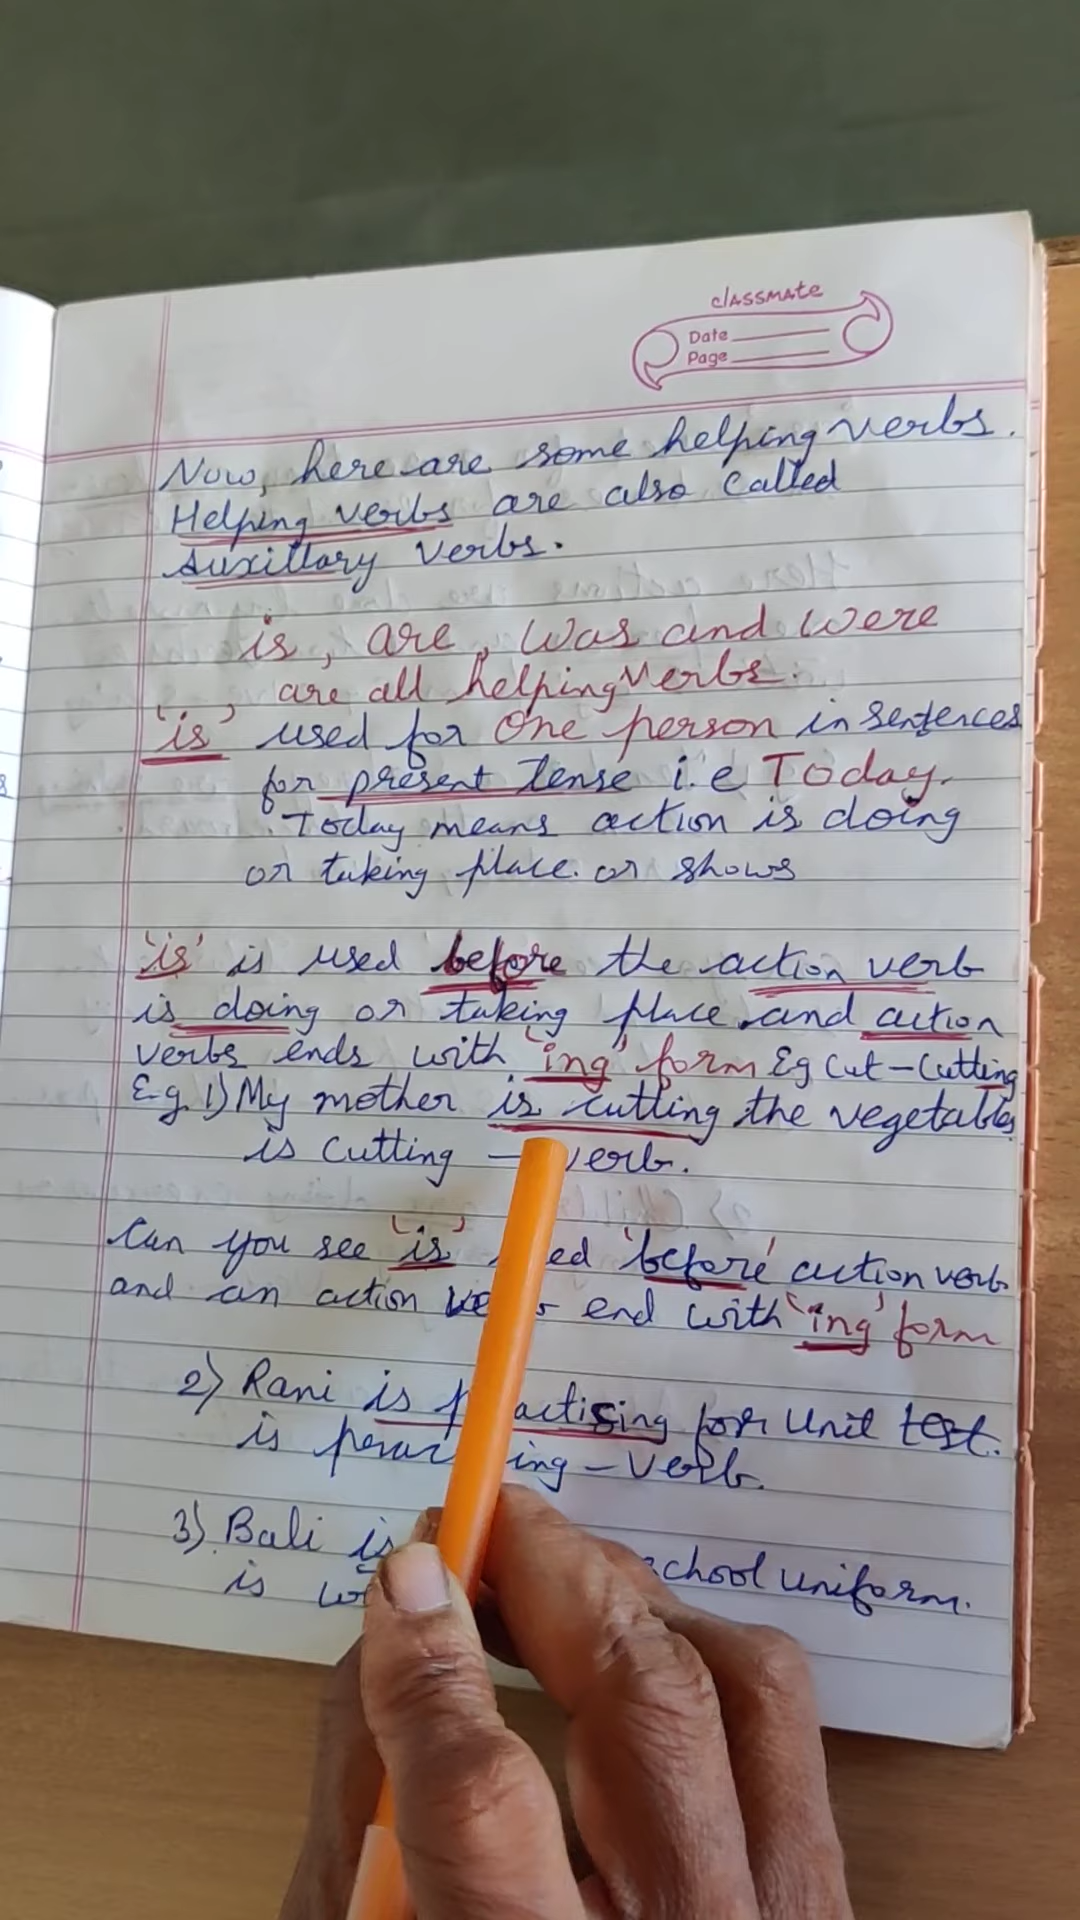 classmate
Date
Page
Now, here are some helping verbs.
Helping verbs are also called
Auxillary verbs.
is, are, was and were
are all helping verbs.
'is' used for One person in sentences
for present tense i.e Today.
Today means action is doing
or taking place. or shows
'is' is used before the action verb
is doing or taking place and action
verbs ends with 'ing' form Eg Cut-Cutting
E.g. 1) My mother is cutting the vegetables
is cutting - verb.
Can you see 'is' 'before' action verb
and an action end with 'ing' form
2) Rani is for Unit test.
is - Verb.
3) Bali is school uniform.
is